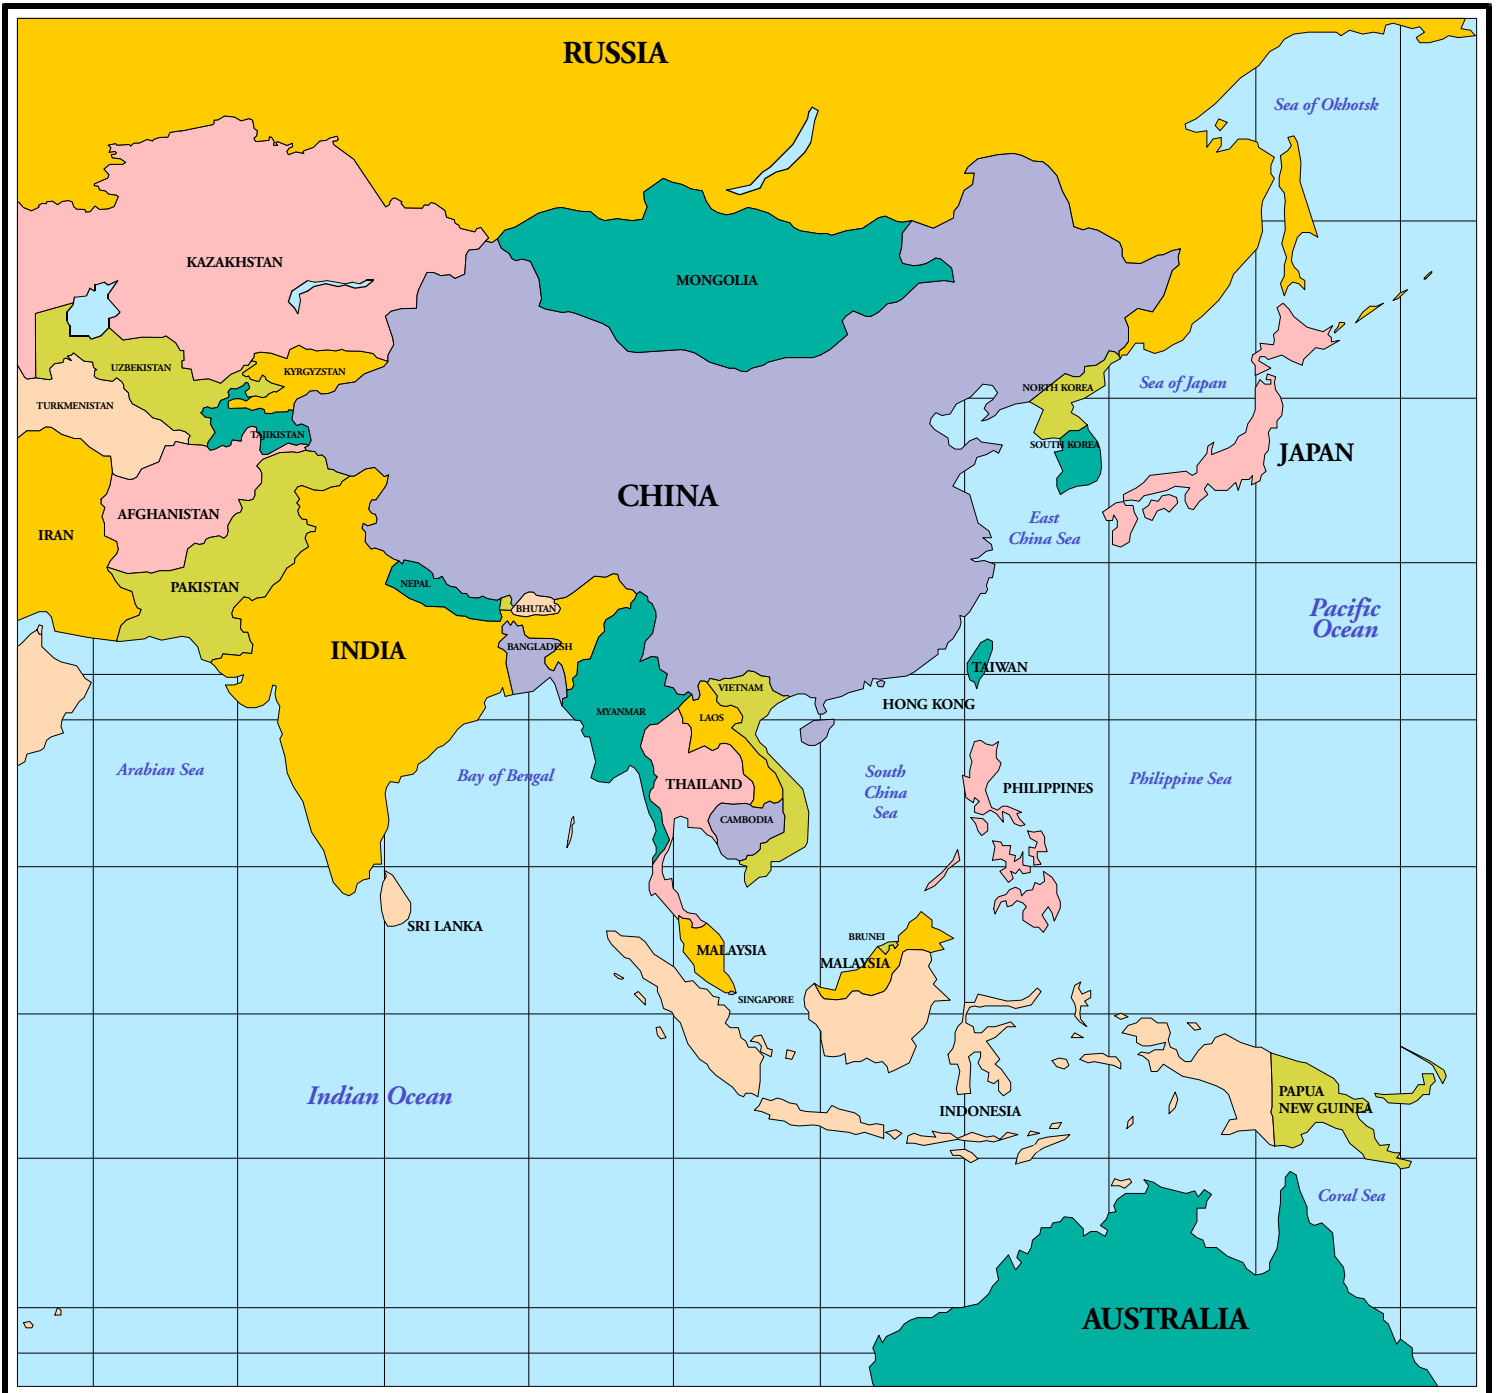 RUSSIA
Sea of Okhotsk
KAZAKHSTAN
MONGOLIA
UZBEKISTAN
KYRGYZSTAN
NORTH KOREA
Sea of Japan
TURKMENISTAN
TAJIKISTAN
SOUTH KOREA
JAPAN
CHINA
AFGHANISTAN
IRAN
East
China Sea
PAKISTAN
NEPAL
BHUTAN
Pacific
Ocean
INDIA
BANGLADESH
TAIWAN
VIETNAM
HONG KONG
MYANMAR
LAOS
Arabian Sea
Bay of Bengal
THAILAND
South
China
Sea
PHILIPPINES
Philippine Sea
CAMBODIA
SRI LANKA
BRUNEI
MALAYSIA
MALAYSIA
SINGAPORE
Indian Ocean
INDONESIA
PAPUA
NEW GUINEA
Coral Sea
AUSTRALIA